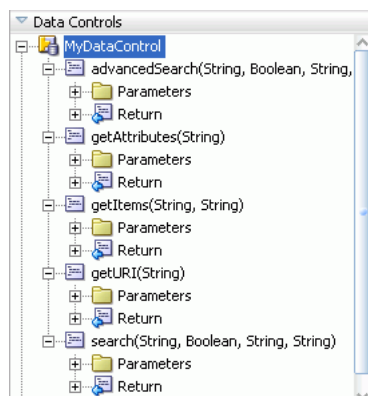 Data Controls
MyDataControl
advancedSearch(String, Boolean, String,
Parameters
Return
getAttributes(String)
Parameters
Return
getItems(String, String)
Parameters
Return
getURI(String)
Parameters
Return
search(String, Boolean, String, String)
Parameters
Return